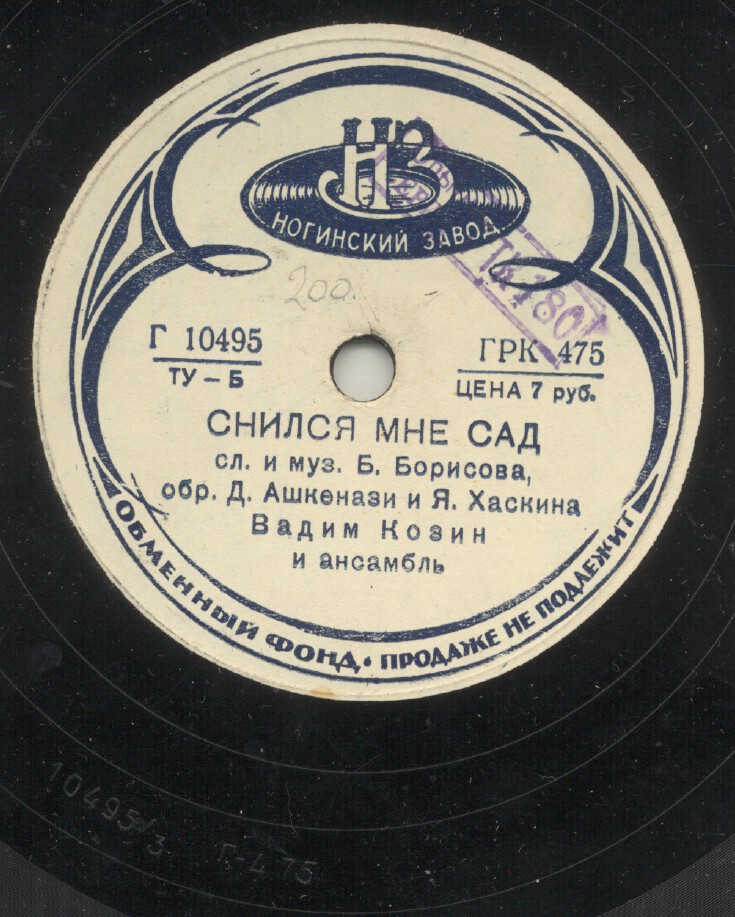 НЗ
НОГИНСКИЙ ЗАВОД
200
Г 10495
ТУ – Б
ГРК 475
ЦЕНА 7 руб.
СНИЛСЯ МНЕ САД
сл. и муз. Б. Борисова,
обр. Д. Ашкенази и Я. Хаскина
Вадим Козин
и ансамбль
ОБМЕННЫЙ ФОНД • ПРОДАЖЕ НЕ ПОДЛЕЖИТ
10495/3 Г-475